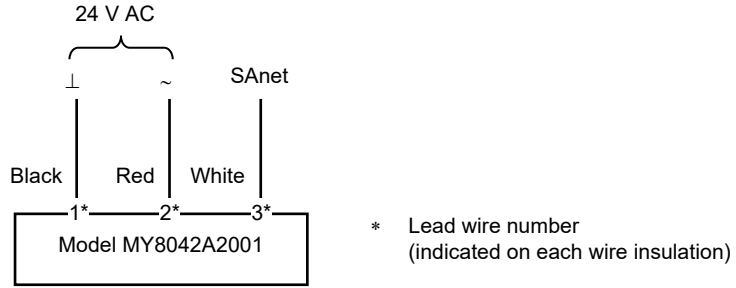 24 V AC
⊥ ~ SAnet
Black Red White
1* 2* 3*
Model MY8042A2001
* Lead wire number
(indicated on each wire insulation)